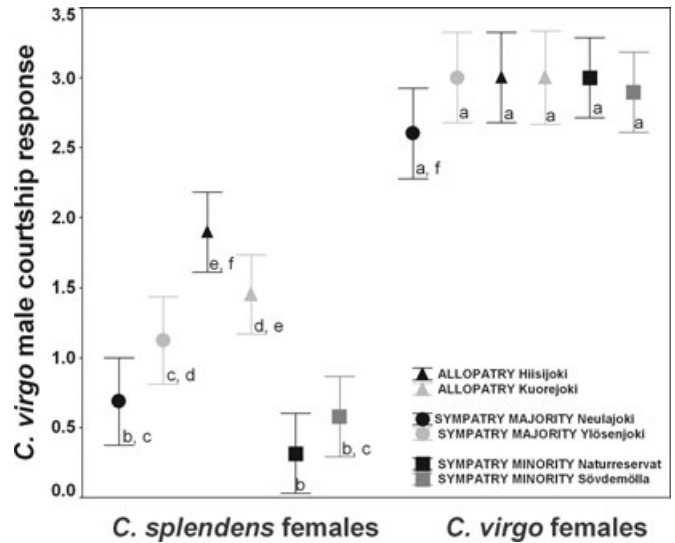 C. virgo male courtship response
3.5
3.0
2.5
2.0
1.5
1.0
0.5
0.0
b, c
c, d
e, f
d, e
b
b, c
a, f
a
a
a
a
a
ALLOPATRY Hiisijoki
ALLOPATRY Kuorejoki
SYMPATRY MAJORITY Neulajoki
SYMPATRY MAJORITY Ylösenjoki
SYMPATRY MINORITY Naturreservat
SYMPATRY MINORITY Sövdemölla
C. splendens females
C. virgo females